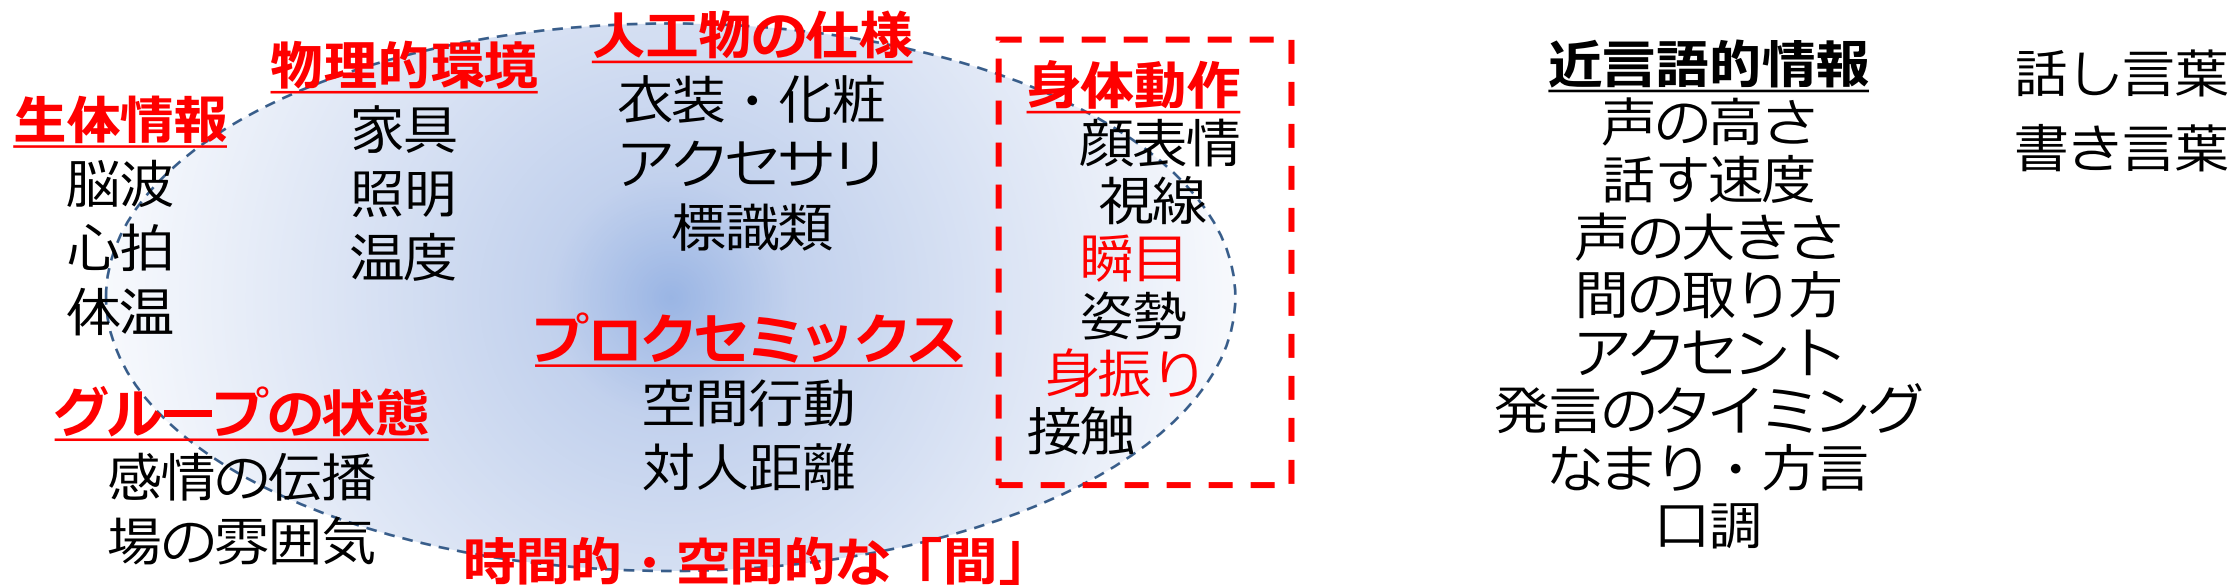 生体情報
脳波
心拍
体温
物理的環境
家具
照明
温度
人工物の仕様
衣装・化粧
アクセサリ
標識類
身体動作
顔表情
視線
瞬目
姿勢
身振り
接触
グループの状態
感情の伝播
場の雰囲気
プロクセミックス
空間行動
対人距離
時間的・空間的な「間」
近言語的情報
声の高さ
話す速度
声の大きさ
間の取り方
アクセント
発言のタイミング
なまり・方言
口調
話し言葉
書き言葉